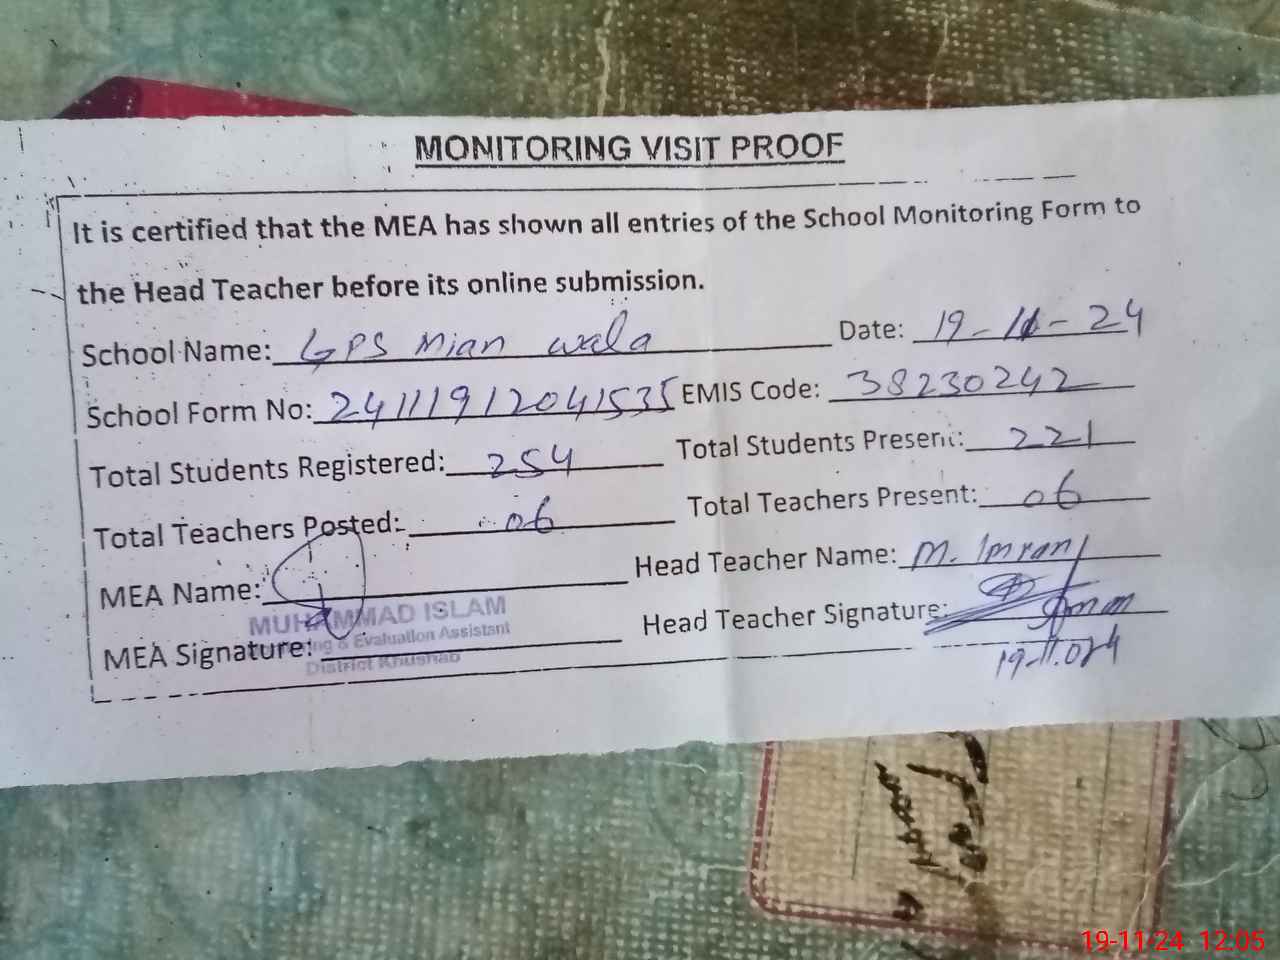 MONITORING VISIT PROOF
It is certified that the MEA has shown all entries of the School Monitoring Form to
the Head Teacher before its online submission.
School Name: GPS Mian wala Date: 19-11-24
School Form No: 24111912041535 EMIS Code: 38230242
Total Students Registered: 254 Total Students Present: 221
Total Teachers Posted: 06 Total Teachers Present: 06
MEA Name: Head Teacher Name: M. Imran
MUHAMMAD ISLAM
MEA Signature: Head Teacher Signature:
& Evaluation Assistant
District Khushab
19-11-24 12:05